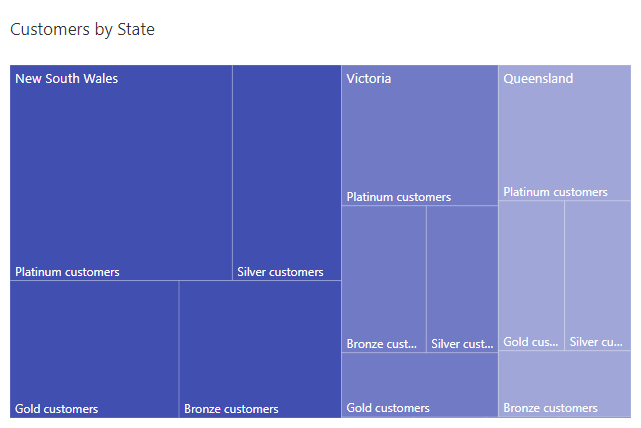 Customers by State
New South Wales
Platinum customers
Silver customers
Gold customers
Bronze customers
Victoria
Platinum customers
Bronze cust...
Silver cust...
Gold customers
Queensland
Platinum customers
Gold cus...
Silver cu...
Bronze customers